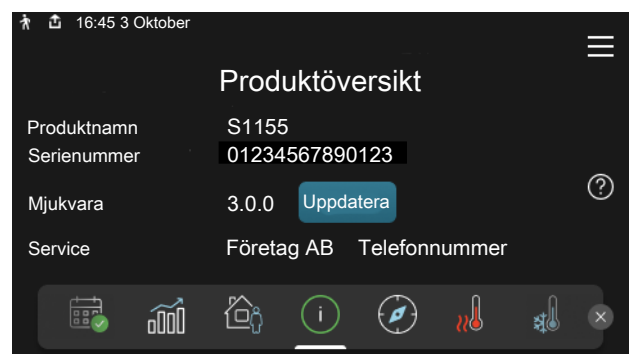 16:45 3 Oktober
Produktöversikt
Produktnamn S1155
Serienummer 01234567890123
Mjukvara 3.0.0 Uppdatera
Service Företag AB Telefonnummer